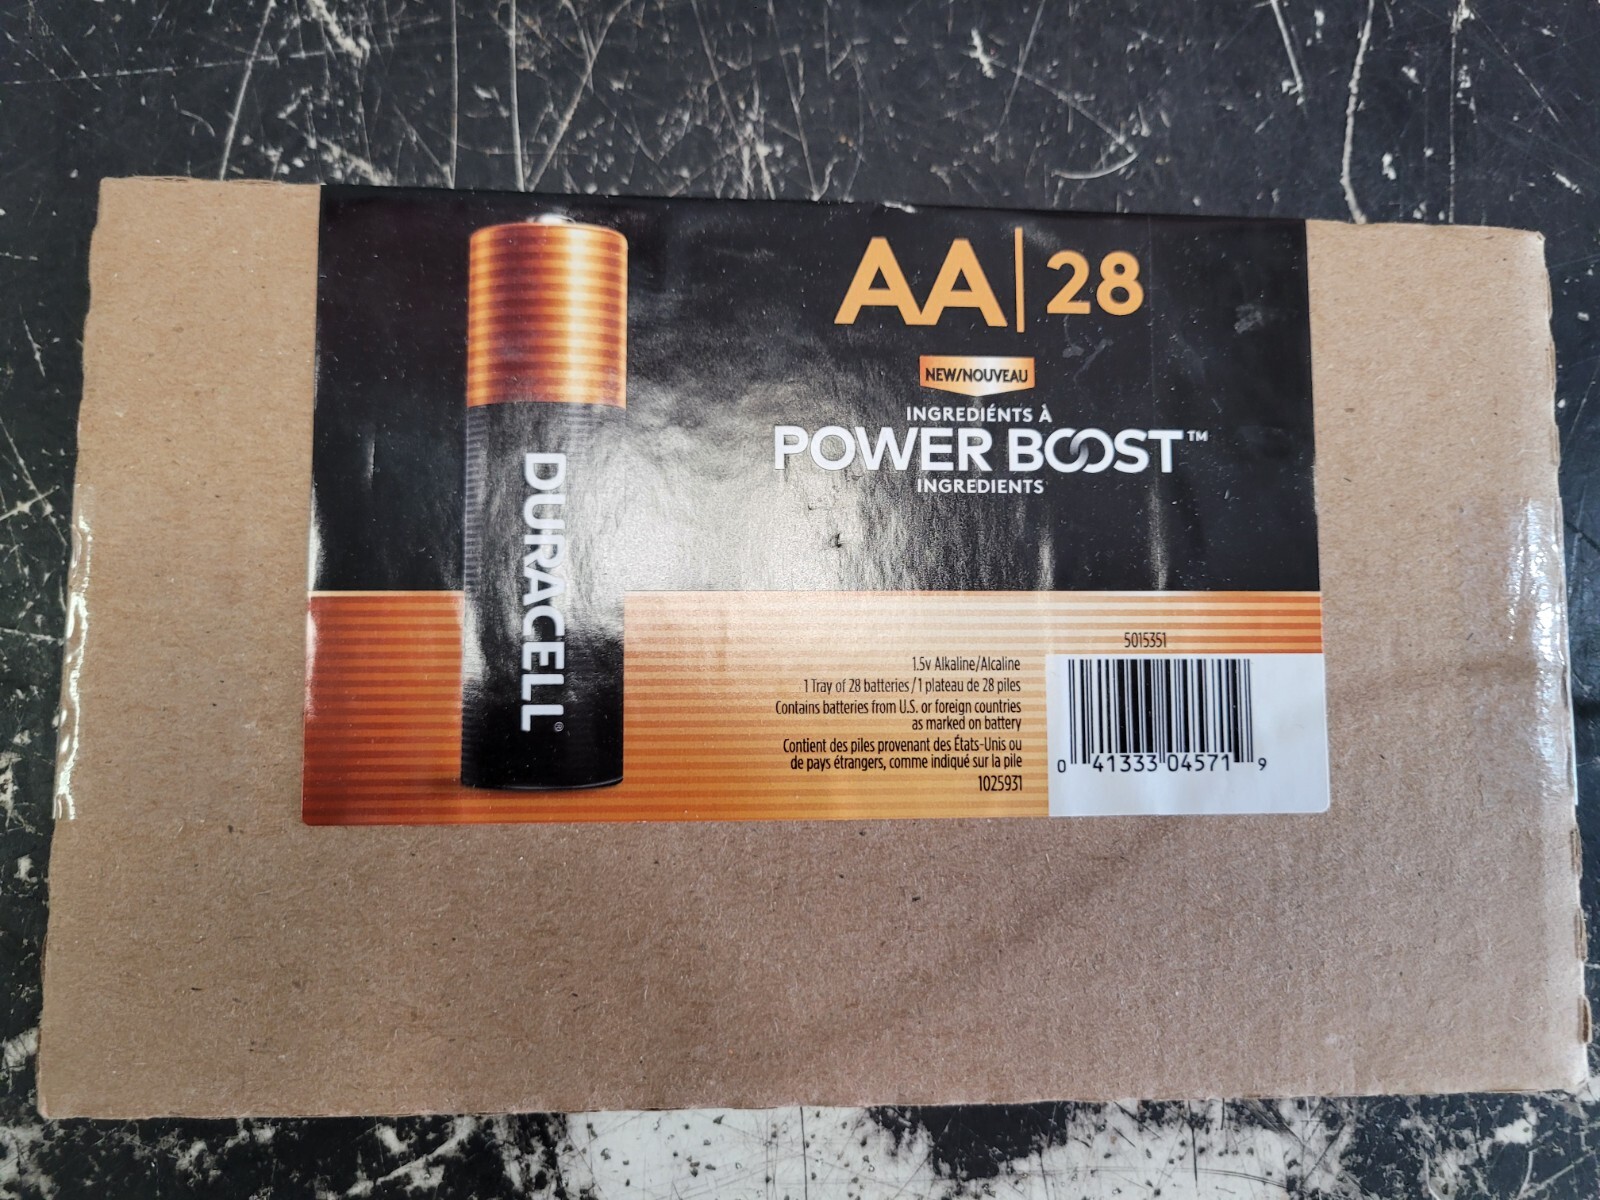 AA|28
NEW/NOUVEAU
INGREDIÉNTS À
POWER BOOST™
INGREDIENTS
DURACELL®
5015351
1.5v Alkaline/Alcaline
1 Tray of 28 batteries / 1 plateau de 28 piles
Contains batteries from U.S. or foreign countries
as marked on battery
Contient des piles provenant des États-Unis ou
de pays étrangers, comme indiqué sur la pile
1025931
0 41333 04571 9